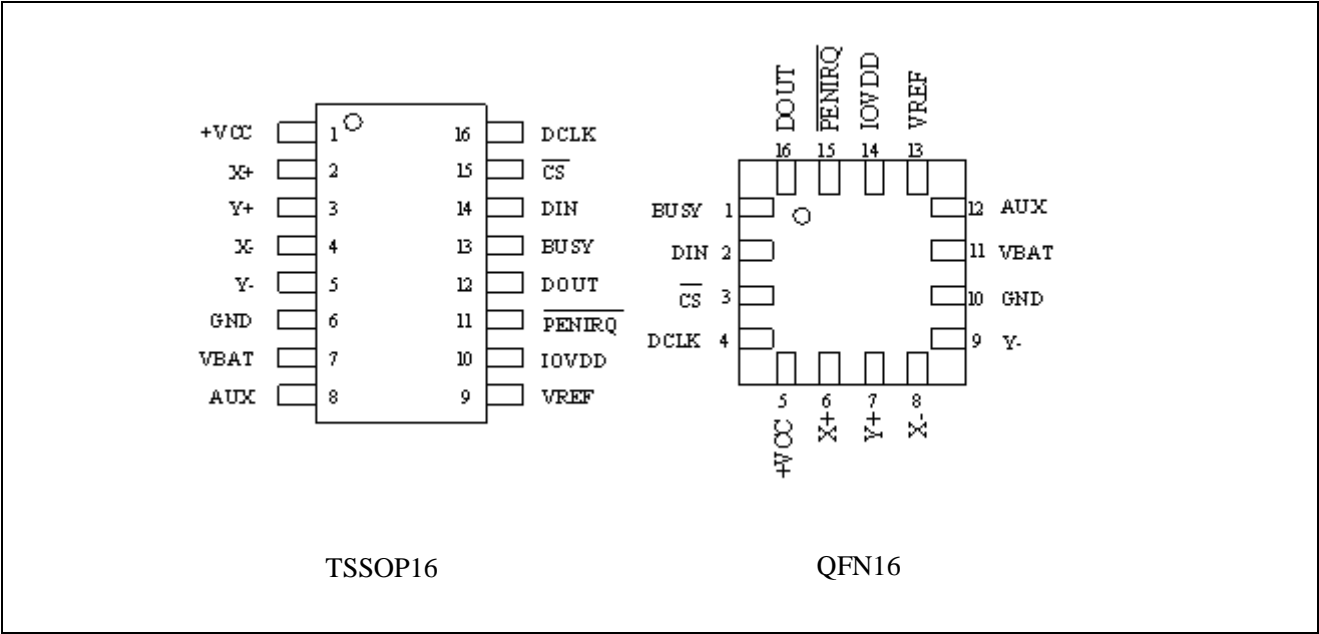 +VCC 1 16 DCLK
X+ 2 15 CS
Y+ 3 14 DIN
X- 4 13 BUSY
Y- 5 12 DOUT
GND 6 11 PENIRQ
VBAT 7 10 IOVDD
AUX 8 9 VREF
TSSOP16
DOUT PENIRQ IOVDD VREF
16 15 14 13
BUSY 1 12 AUX
DIN 2 11 VBAT
CS 3 10 GND
DCLK 4 9 Y-
5 6 7 8
+VCC X+ Y+ X-
QFN16